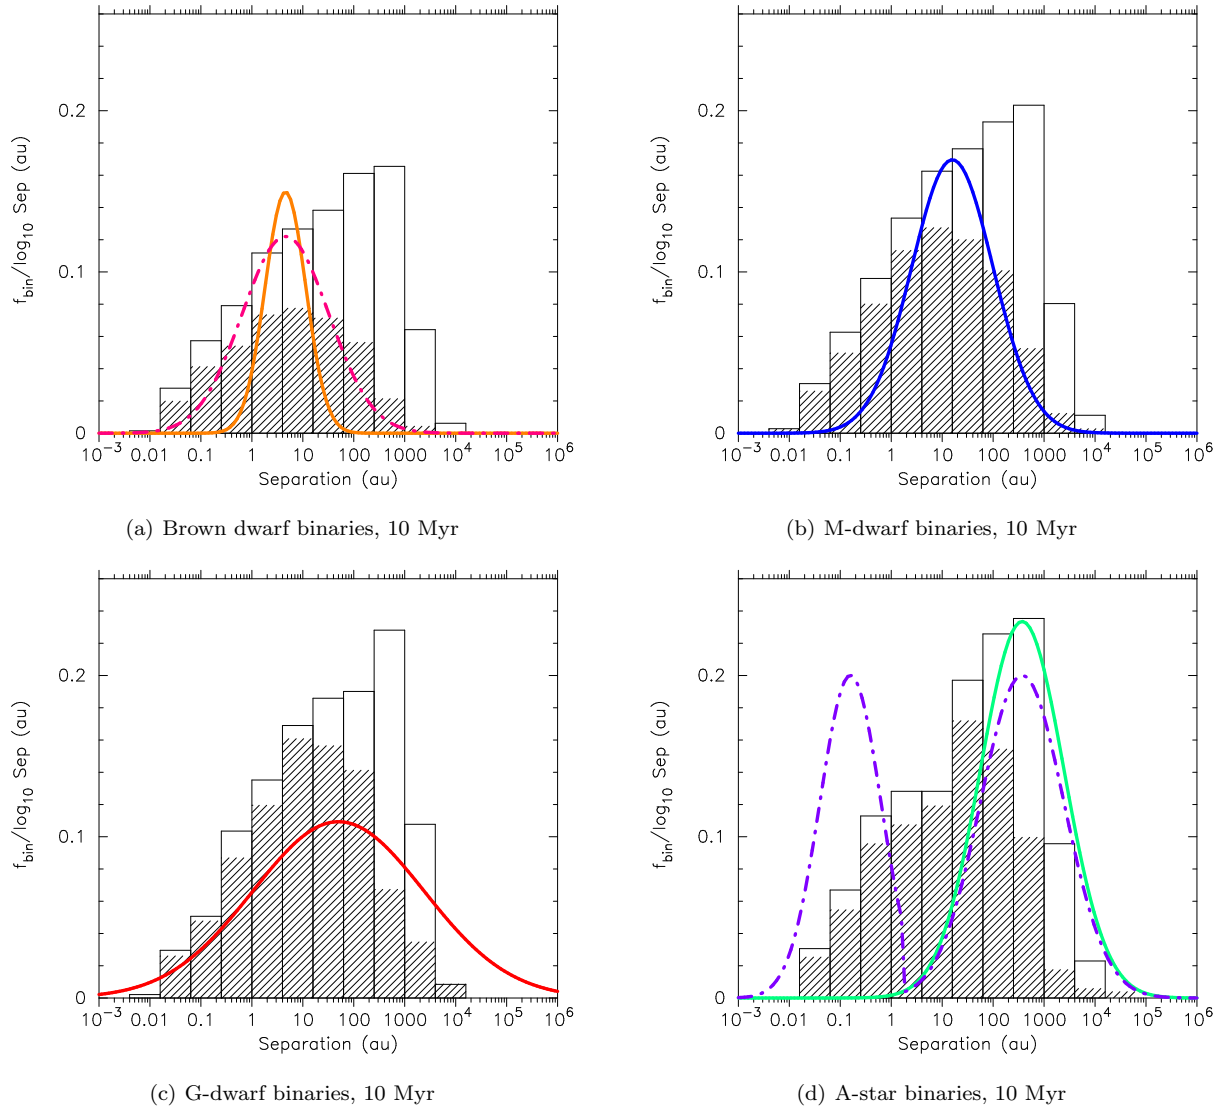 0.2
0.1
0
f_bin/log_10 Sep (au)
10^−3 0.01 0.1 1 10 100 1000 10^4 10^5 10^6
Separation (au)
(a) Brown dwarf binaries, 10 Myr
0.2
0.1
0
f_bin/log_10 Sep (au)
10^−3 0.01 0.1 1 10 100 1000 10^4 10^5 10^6
Separation (au)
(b) M-dwarf binaries, 10 Myr
0.2
0.1
0
f_bin/log_10 Sep (au)
10^−3 0.01 0.1 1 10 100 1000 10^4 10^5 10^6
Separation (au)
(c) G-dwarf binaries, 10 Myr
0.2
0.1
0
f_bin/log_10 Sep (au)
10^−3 0.01 0.1 1 10 100 1000 10^4 10^5 10^6
Separation (au)
(d) A-star binaries, 10 Myr